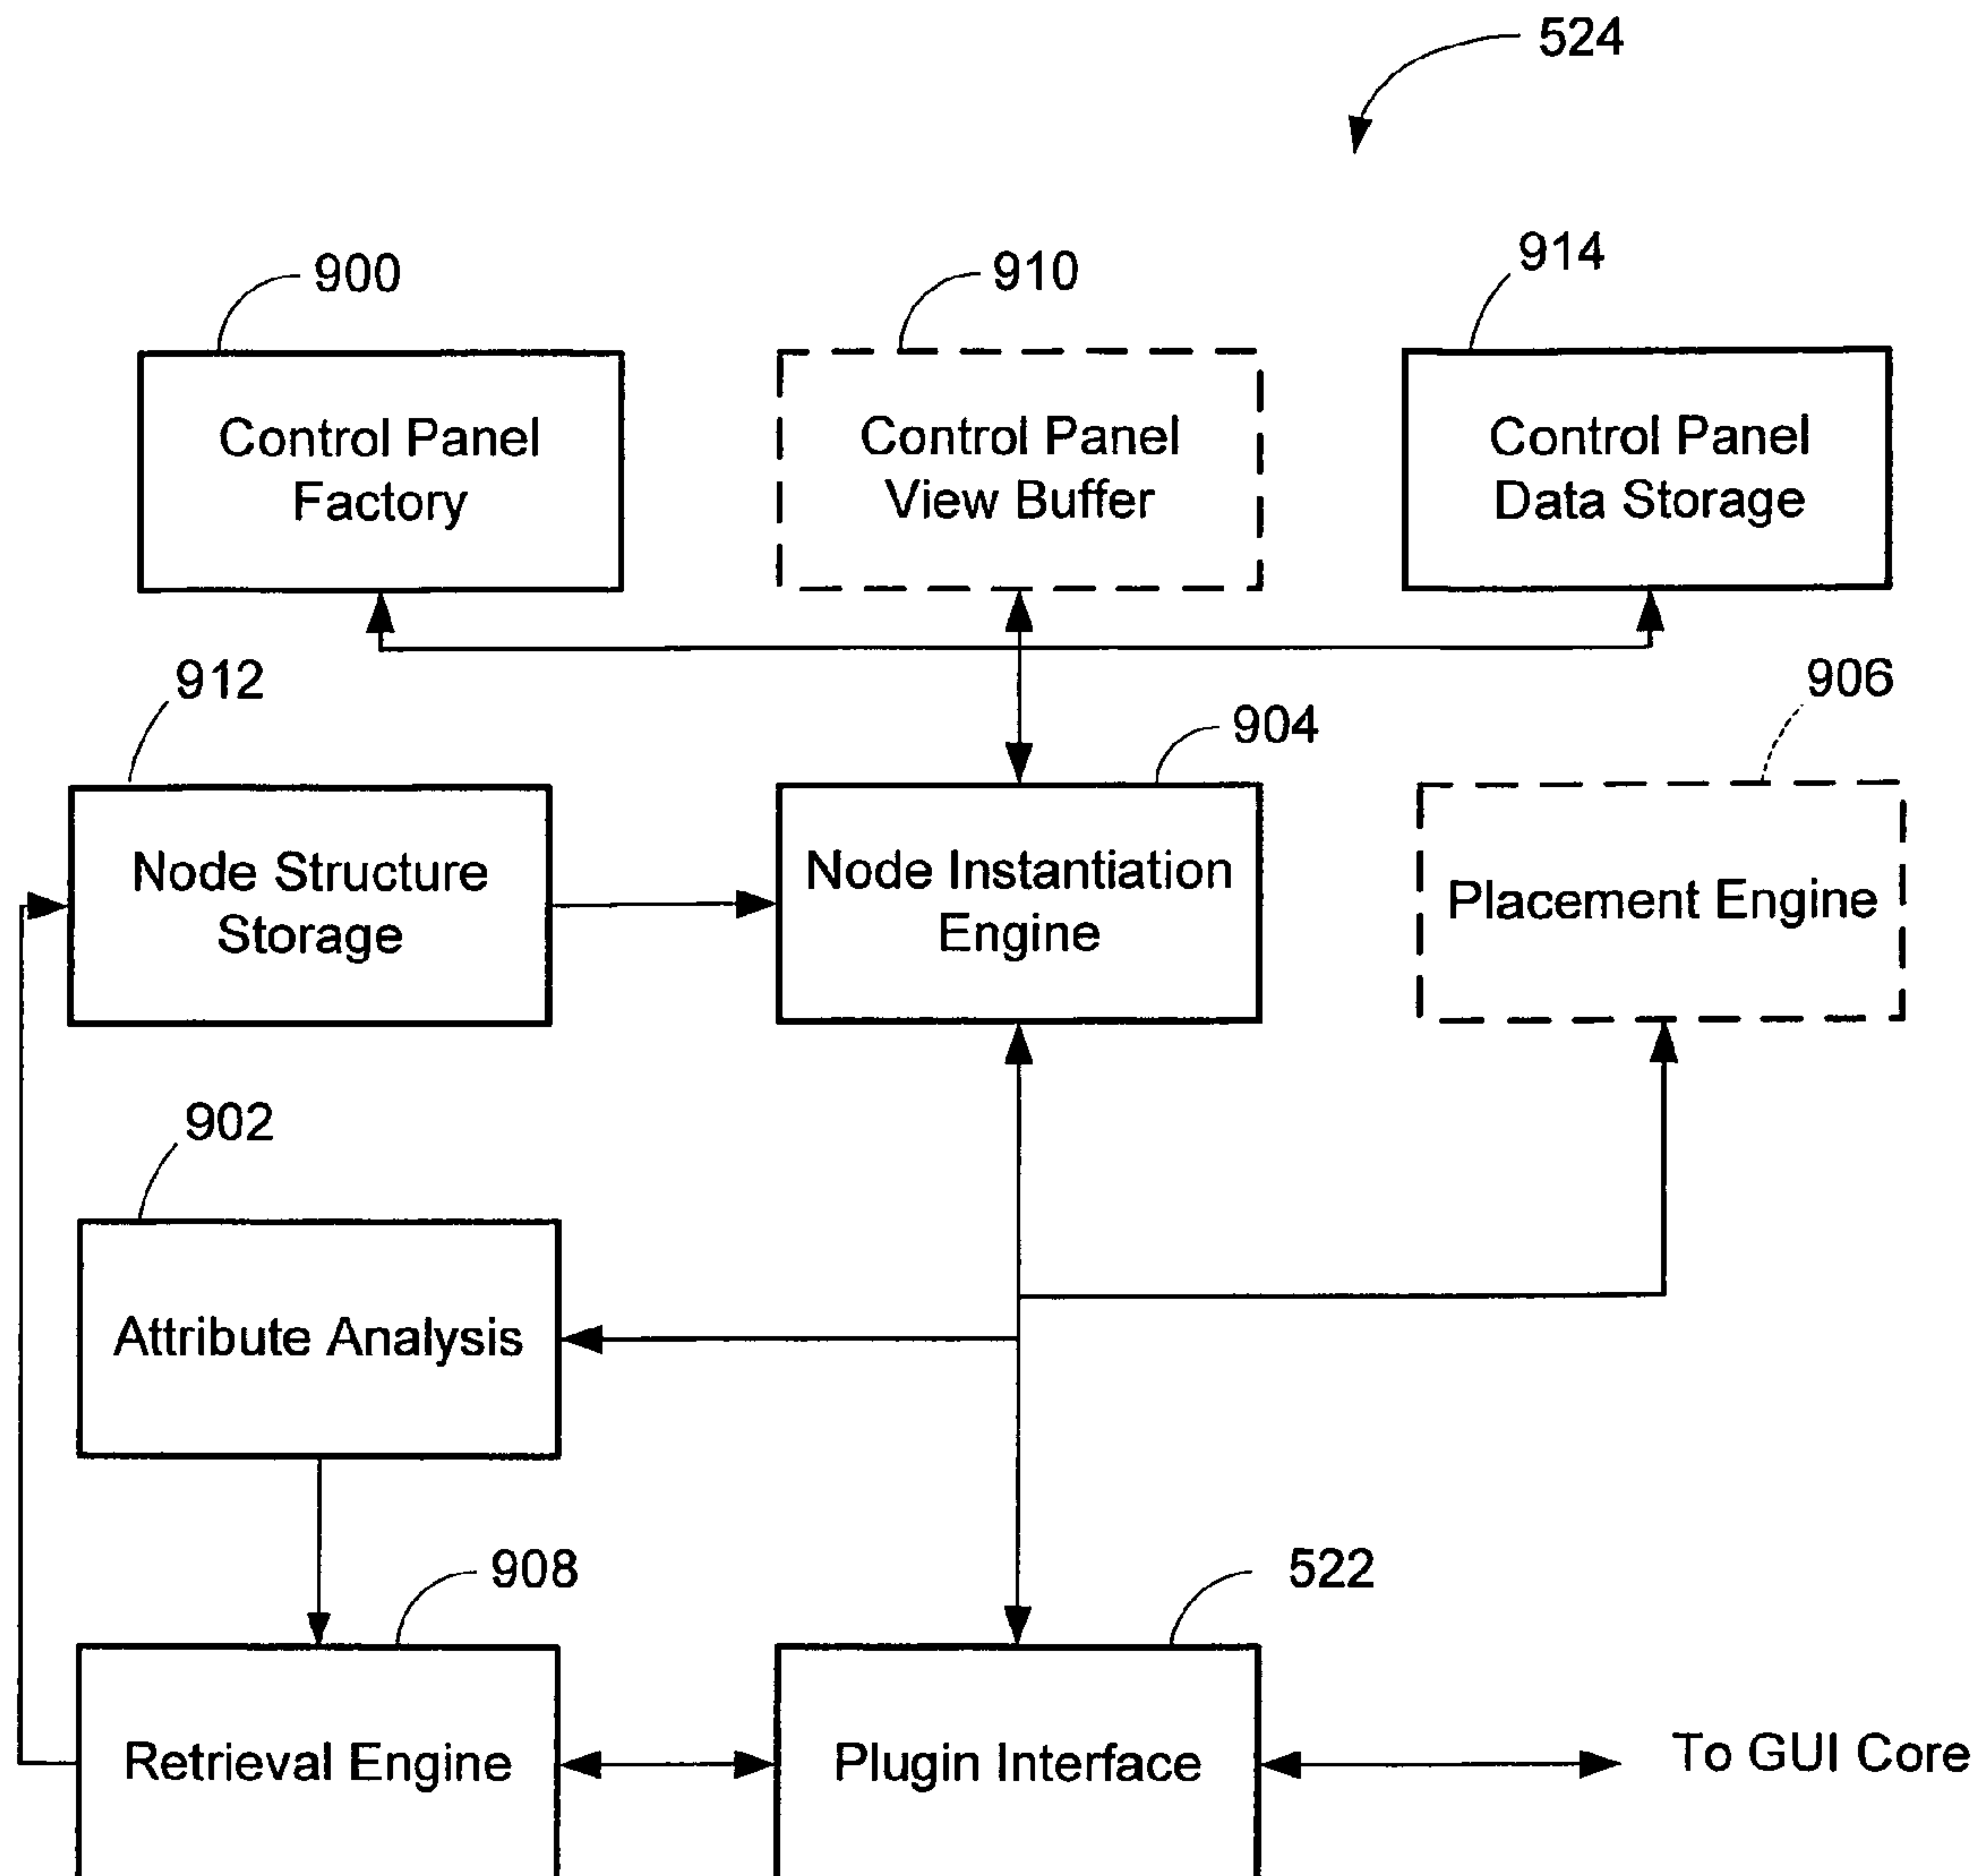 524
900
910
914
Control Panel
Factory
Control Panel
View Buffer
Control Panel
Data Storage
912
904
906
Node Structure
Storage
Node Instantiation
Engine
Placement Engine
902
Attribute Analysis
908
522
Retrieval Engine
Plugin Interface
To GUI Core